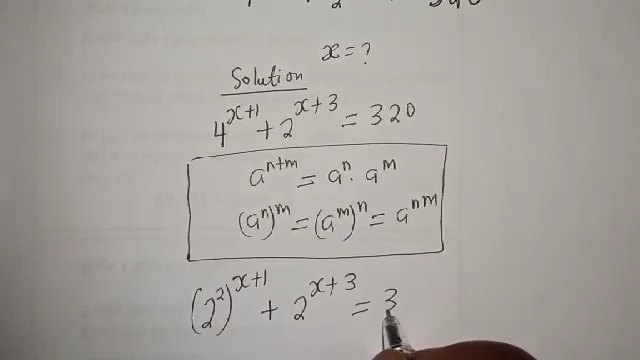 x = ?
Solution
4^{x+1} + 2^{x+3} = 320
a^{n+m} = a^n · a^m
(a^n)^m = (a^m)^n = a^{nm}
(2^2)^{x+1} + 2^{x+3} = 3